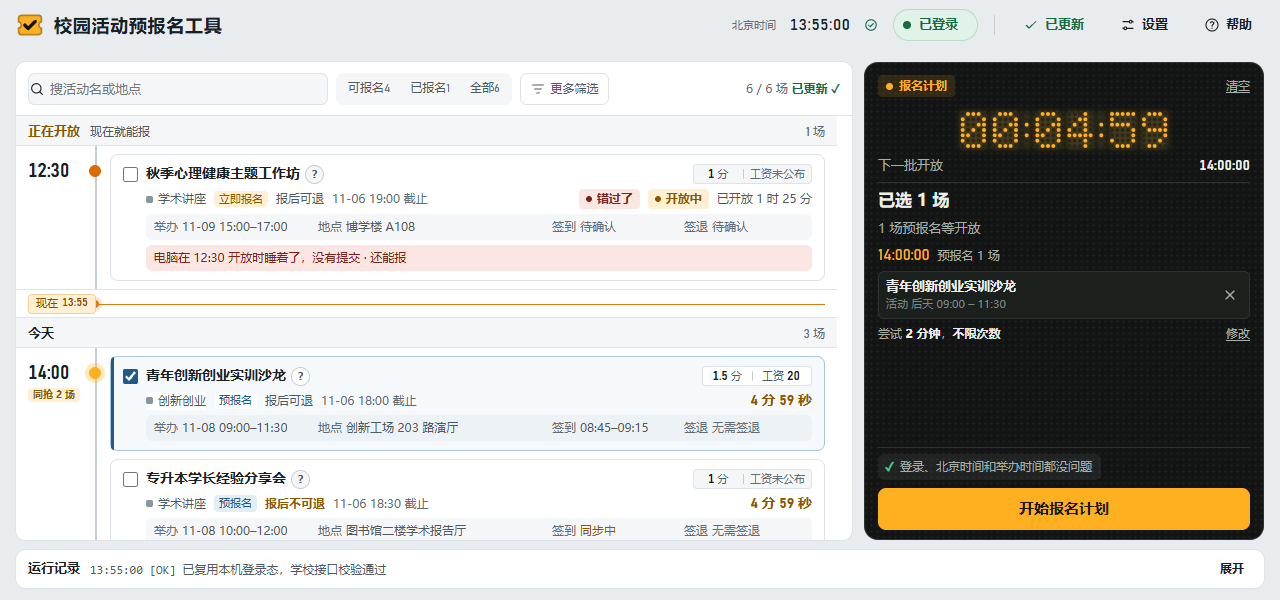 校园活动预报名工具
北京时间 13:55:00 已登录 已更新 设置 帮助
搜活动名或地点 可报名4 已报名1 全部6 更多筛选 6 / 6 场 已更新 ✓
正在开放 现在就能报 1 场
12:30 秋季心理健康主题工作坊 ? 1 分 工资未公布
学术讲座 立即报名 报后可退 11-06 19:00 截止 错过了 开放中 已开放 1 时 25 分
举办 11-09 15:00–17:00 地点 博学楼 A108 签到 待确认 签退 待确认
电脑在 12:30 开放时睡着了，没有提交 · 还能报
现在 13:55
今天 3 场
14:00 青年创新创业实训沙龙 ? 1.5 分 工资 20
同抢 2 场 创新创业 预报名 报后可退 11-06 18:00 截止 4 分 59 秒
举办 11-08 09:00–11:30 地点 创新工场 203 路演厅 签到 08:45–09:15 签退 无需签退
专升本学长经验分享会 ? 1 分 工资未公布
学术讲座 预报名 报后不可退 11-06 18:30 截止 4 分 59 秒
举办 11-08 10:00–12:00 地点 图书馆二楼学术报告厅 签到 同步中 签退 无需签退
报名计划 清空
00:04:59
下一批开放 14:00:00
已选 1 场
1 场预报名等开放
14:00:00 预报名 1 场
青年创新创业实训沙龙
活动 后天 09:00 – 11:30
尝试 2 分钟，不限次数 修改
✓ 登录、北京时间和举办时间都没问题
开始报名计划
运行记录 13:55:00 [OK] 已复用本机登录态，学校接口校验通过 展开